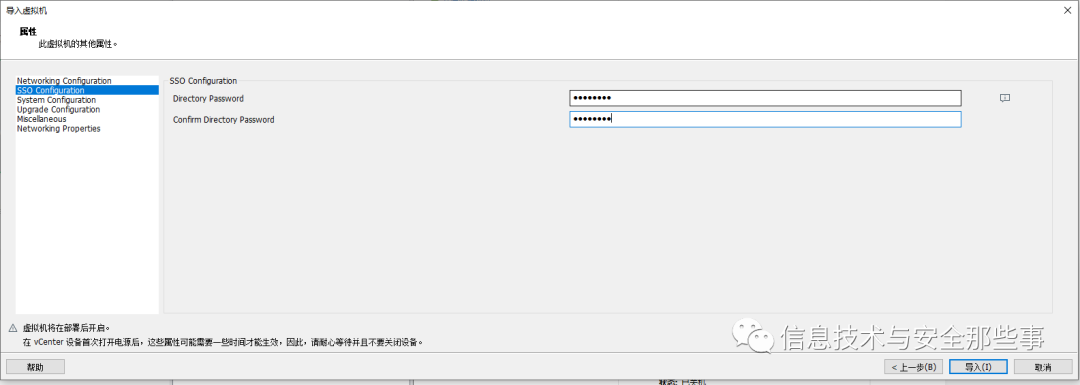 导入虚拟机
属性
此虚拟机的其他属性。
Networking Configuration
SSO Configuration
System Configuration
Upgrade Configuration
Miscellaneous
Networking Properties
SSO Configuration
Directory Password
Confirm Directory Password
虚拟机将在部署后开启。
在 vCenter 设备首次打开电源后，这些属性可能需要一些时间才能生效，因此，请耐心等待并且不要关闭设备。
信息技术与安全那些事
帮助
< 上一步(B)
导入(I)
取消
状态: 已关机